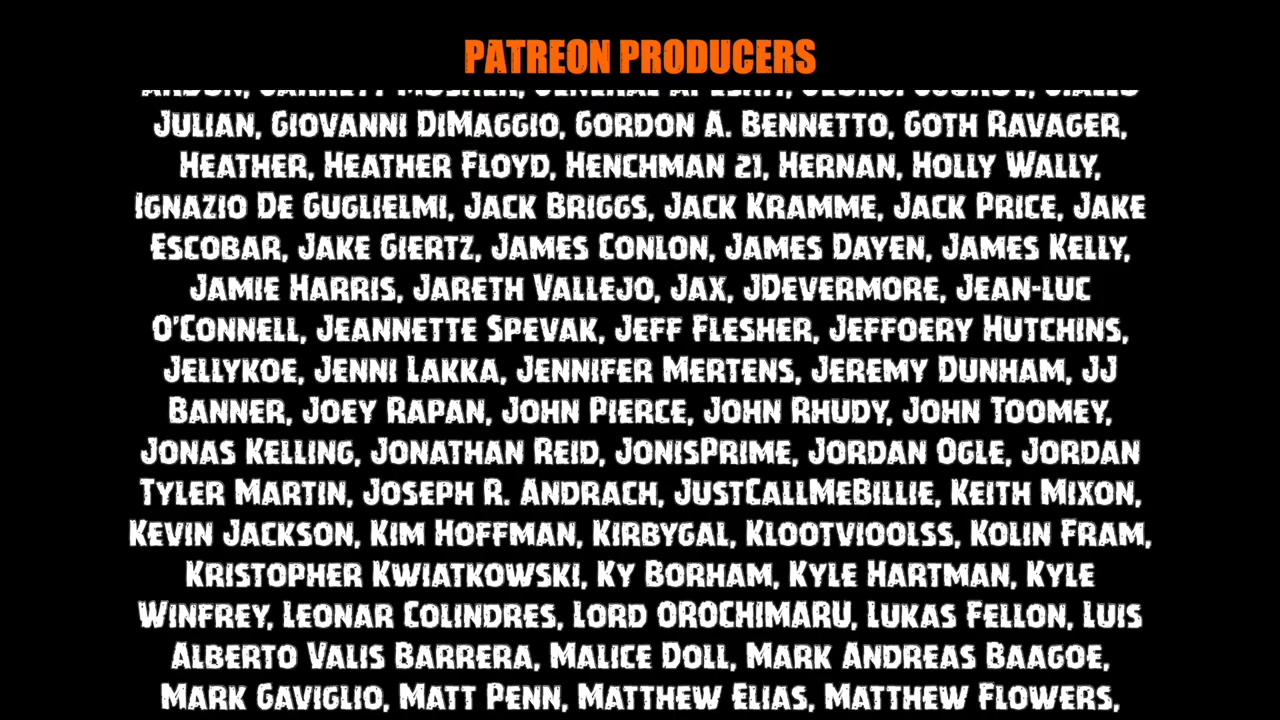 PATREON PRODUCERS
JULIAN, GIOVANNI DIMAGGIO, GORDON A. BENNETTO, GOTH RAVAGER,
HEATHER, HEATHER FLOYD, HENCHMAN 21, HERNAN, HOLLY WALLY,
IGNAZIO DE GUGLIELMI, JACK BRIGGS, JACK KRAMME, JACK PRICE, JAKE
ESCOBAR, JAKE GIERTZ, JAMES CONLON, JAMES DAYEN, JAMES KELLY,
JAMIE HARRIS, JARETH VALLEJO, JAX, JDEVERMORE, JEAN-LUC
O'CONNELL, JEANNETTE SPEVAK, JEFF FLESHER, JEFFOERY HUTCHINS,
JELLYKOE, JENNI LAKKA, JENNIFER MERTENS, JEREMY DUNHAM, JJ
BANNER, JOEY RAPAN, JOHN PIERCE, JOHN RHUDY, JOHN TOOMEY,
JONAS KELLING, JONATHAN REID, JONISPRIME, JORDAN OGLE, JORDAN
TYLER MARTIN, JOSEPH R. ANDRACH, JUSTCALLMEBILLIE, KEITH MIXON,
KEVIN JACKSON, KIM HOFFMAN, KIRBYGAL, KLOOTVIOOLSS, KOLIN FRAM,
KRISTOPHER KWIATKOWSKI, KY BORHAM, KYLE HARTMAN, KYLE
WINFREY, LEONAR COLINDRES, LORD OROCHIMARU, LUKAS FELLON, LUIS
ALBERTO VALIS BARRERA, MALICE DOLL, MARK ANDREAS BAAGOE,
MARK GAVIGLIO, MATT PENN, MATTHEW ELIAS, MATTHEW FLOWERS,